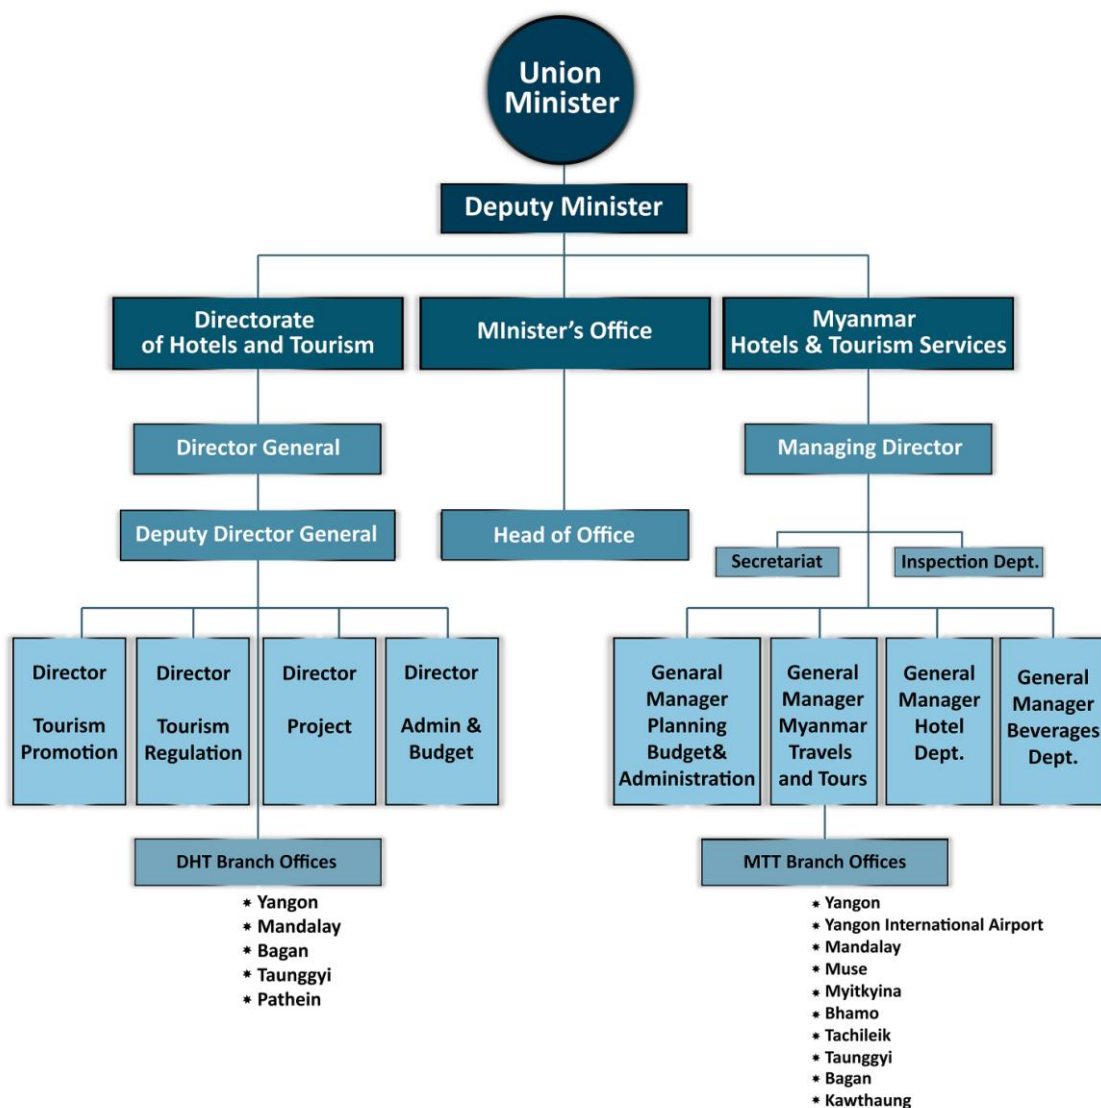 Union
Minister
Deputy Minister
Directorate
of Hotels and Tourism
MInister's Office
Myanmar
Hotels & Tourism Services
Director General
Managing Director
Deputy Director General
Head of Office
Secretariat
Inspection Dept.
Director
Tourism
Promotion
Director
Tourism
Regulation
Director
Project
Director
Admin &
Budget
Genaral
Manager
Planning
Budget&
Administration
General
Manager
Myanmar
Travels
and Tours
General
Manager
Hotel
Dept.
General
Manager
Beverages
Dept.
DHT Branch Offices
* Yangon
* Mandalay
* Bagan
* Taunggyi
* Pathein
MTT Branch Offices
* Yangon
* Yangon International Airport
* Mandalay
* Muse
* Myitkyina
* Bhamo
* Tachileik
* Taunggyi
* Bagan
* Kawthaung